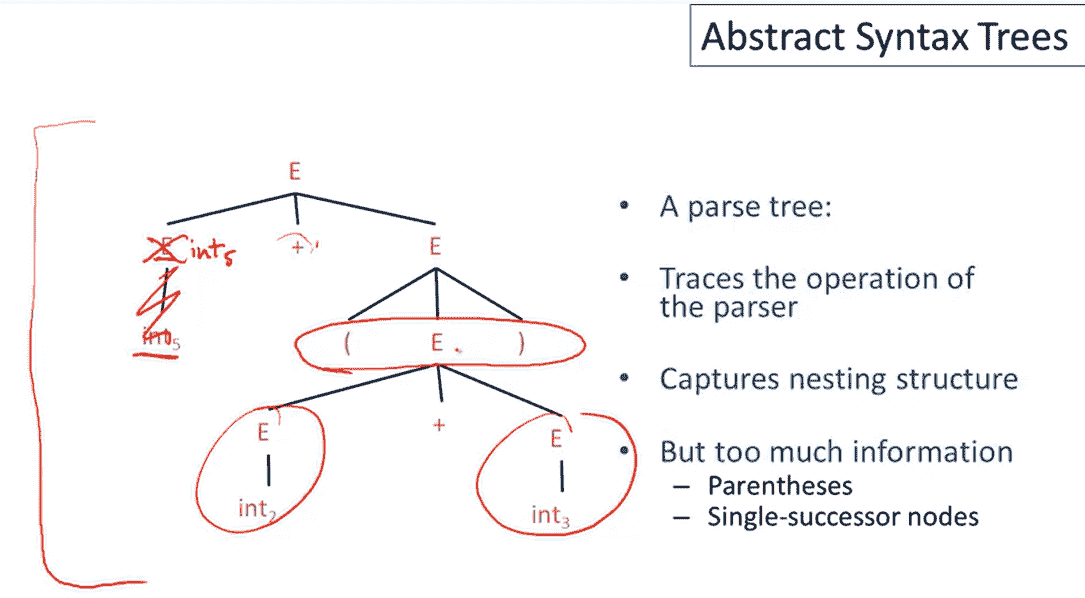 Abstract Syntax Trees
E
E + E
int₅
int₅
( E )
E + E
int₂ int₃
• A parse tree:
• Traces the operation of
the parser
• Captures nesting structure
• But too much information
– Parentheses
– Single-successor nodes